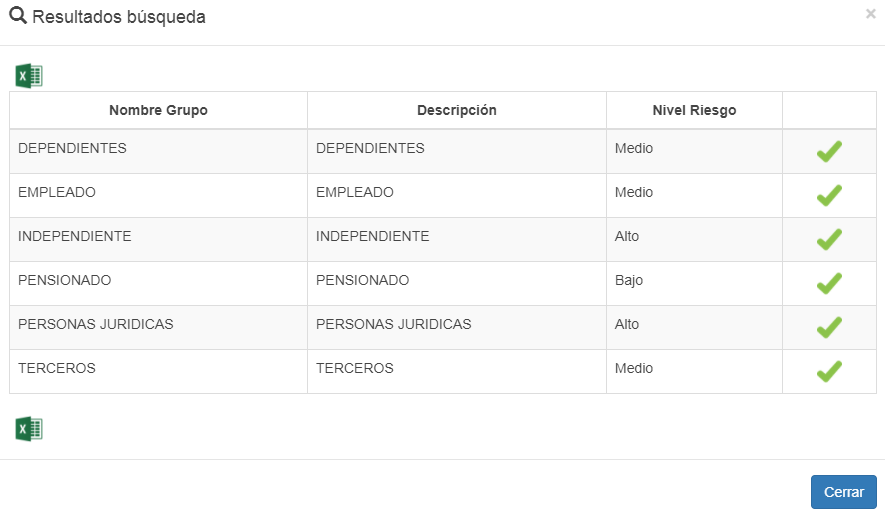 Resultados búsqueda
×
Nombre Grupo Descripción Nivel Riesgo
DEPENDIENTES DEPENDIENTES Medio
EMPLEADO EMPLEADO Medio
INDEPENDIENTE INDEPENDIENTE Alto
PENSIONADO PENSIONADO Bajo
PERSONAS JURIDICAS PERSONAS JURIDICAS Alto
TERCEROS TERCEROS Medio
Cerrar